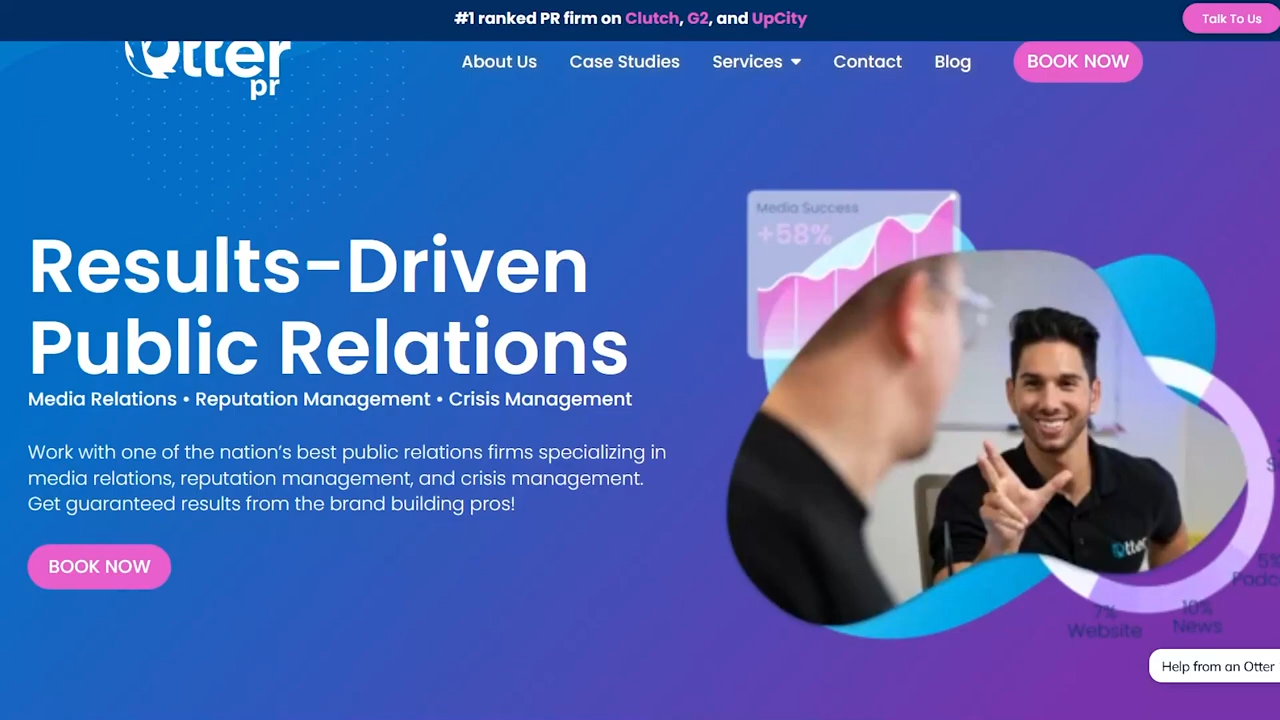 #1 ranked PR firm on Clutch, G2, and UpCity
Talk To Us
Otter
pr
About Us
Case Studies
Services
Contact
Blog
BOOK NOW
Media Success
+58%
Results-Driven
Public Relations
Media Relations • Reputation Management • Crisis Management
Work with one of the nation's best public relations firms specializing in
media relations, reputation management, and crisis management.
Get guaranteed results from the brand building pros!
BOOK NOW
Otter
7%
Website
10%
News
Help from an Otter